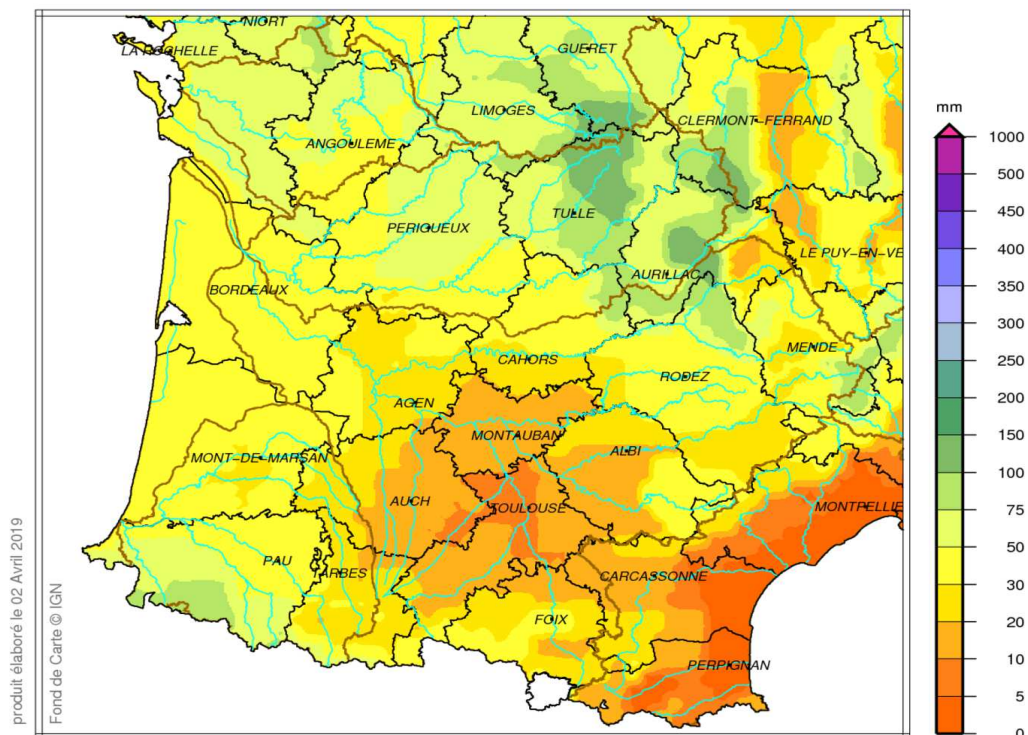 NIORT
LA ROCHELLE
GUERET
LIMOGES
CLERMONT-FERRAND
ANGOULEME
PERIGUEUX
TULLE
LE PUY-EN-VE
AURILLAC
BORDEAUX
MENDE
CAHORS
RODEZ
AGEN
MONTAUBAN
ALBI
MONT-DE-MARSAN
AUCH
TOULOUSE
MONTPELLIE
PAU
TARBES
CARCASSONNE
FOIX
PERPIGNAN
mm
1000
500
450
400
350
300
250
200
150
100
75
50
30
20
10
5
0
produit élaboré le 02 Avril 2019
Fond de Carte © IGN